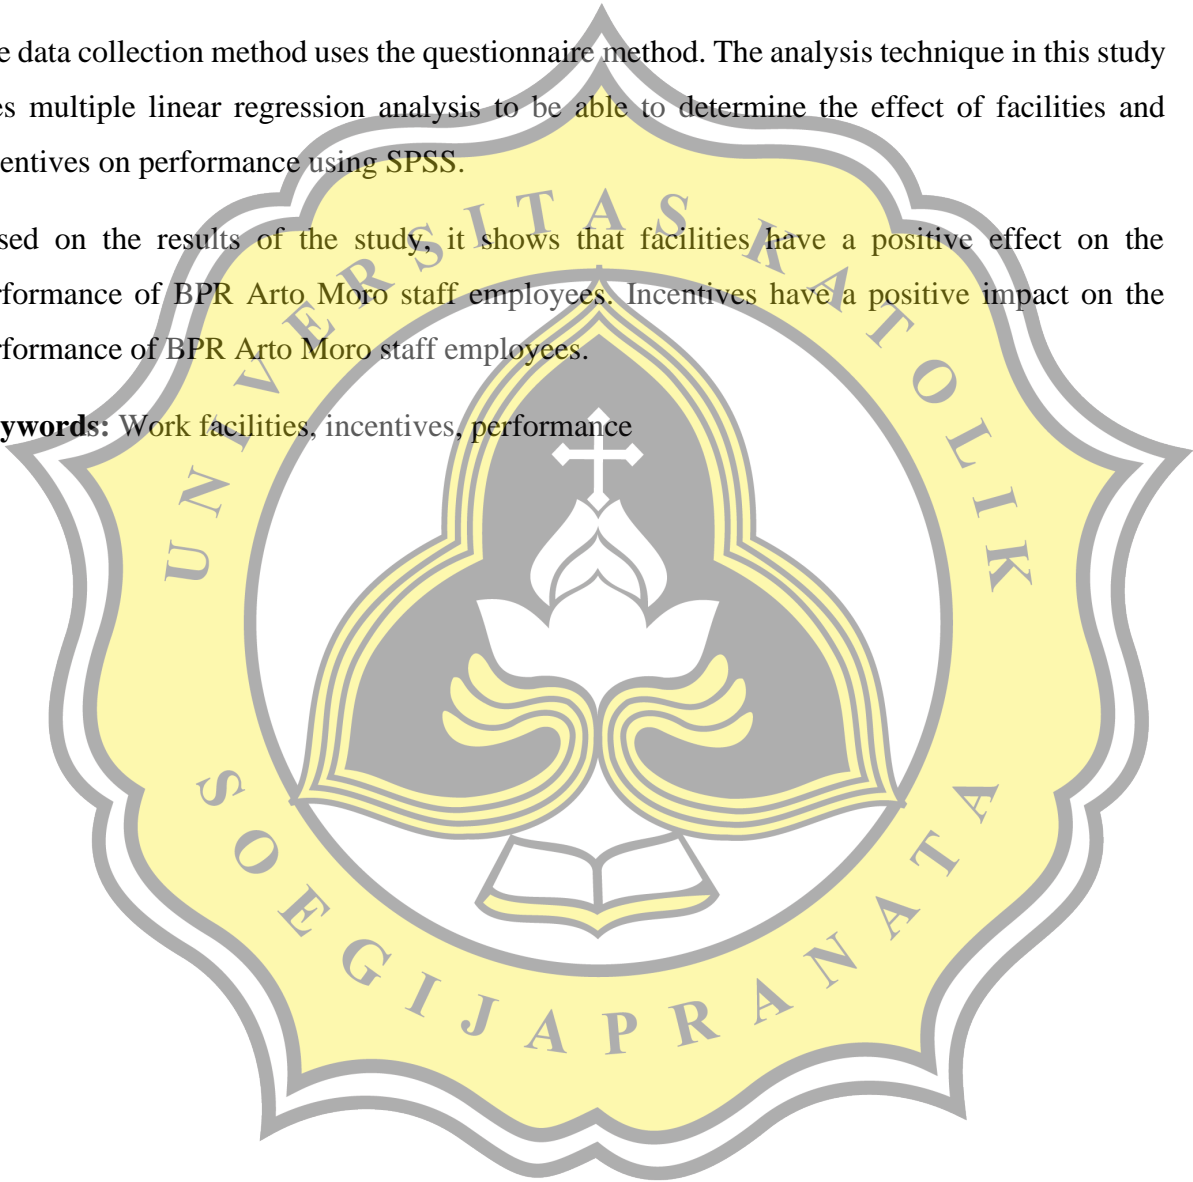 e data collection method uses the questionnaire method. The analysis technique in this study
es multiple linear regression analysis to be able to determine the effect of facilities and
entives on performance using SPSS.
sed on the results of the study, it shows that facilities have a positive effect on the
rformance of BPR Arto Moro staff employees. Incentives have a positive impact on the
rformance of BPR Arto Moro staff employees.
ywords: Work facilities, incentives, performance
UNIVERSITAS KATOLIK
SOEGIJAPRANATA